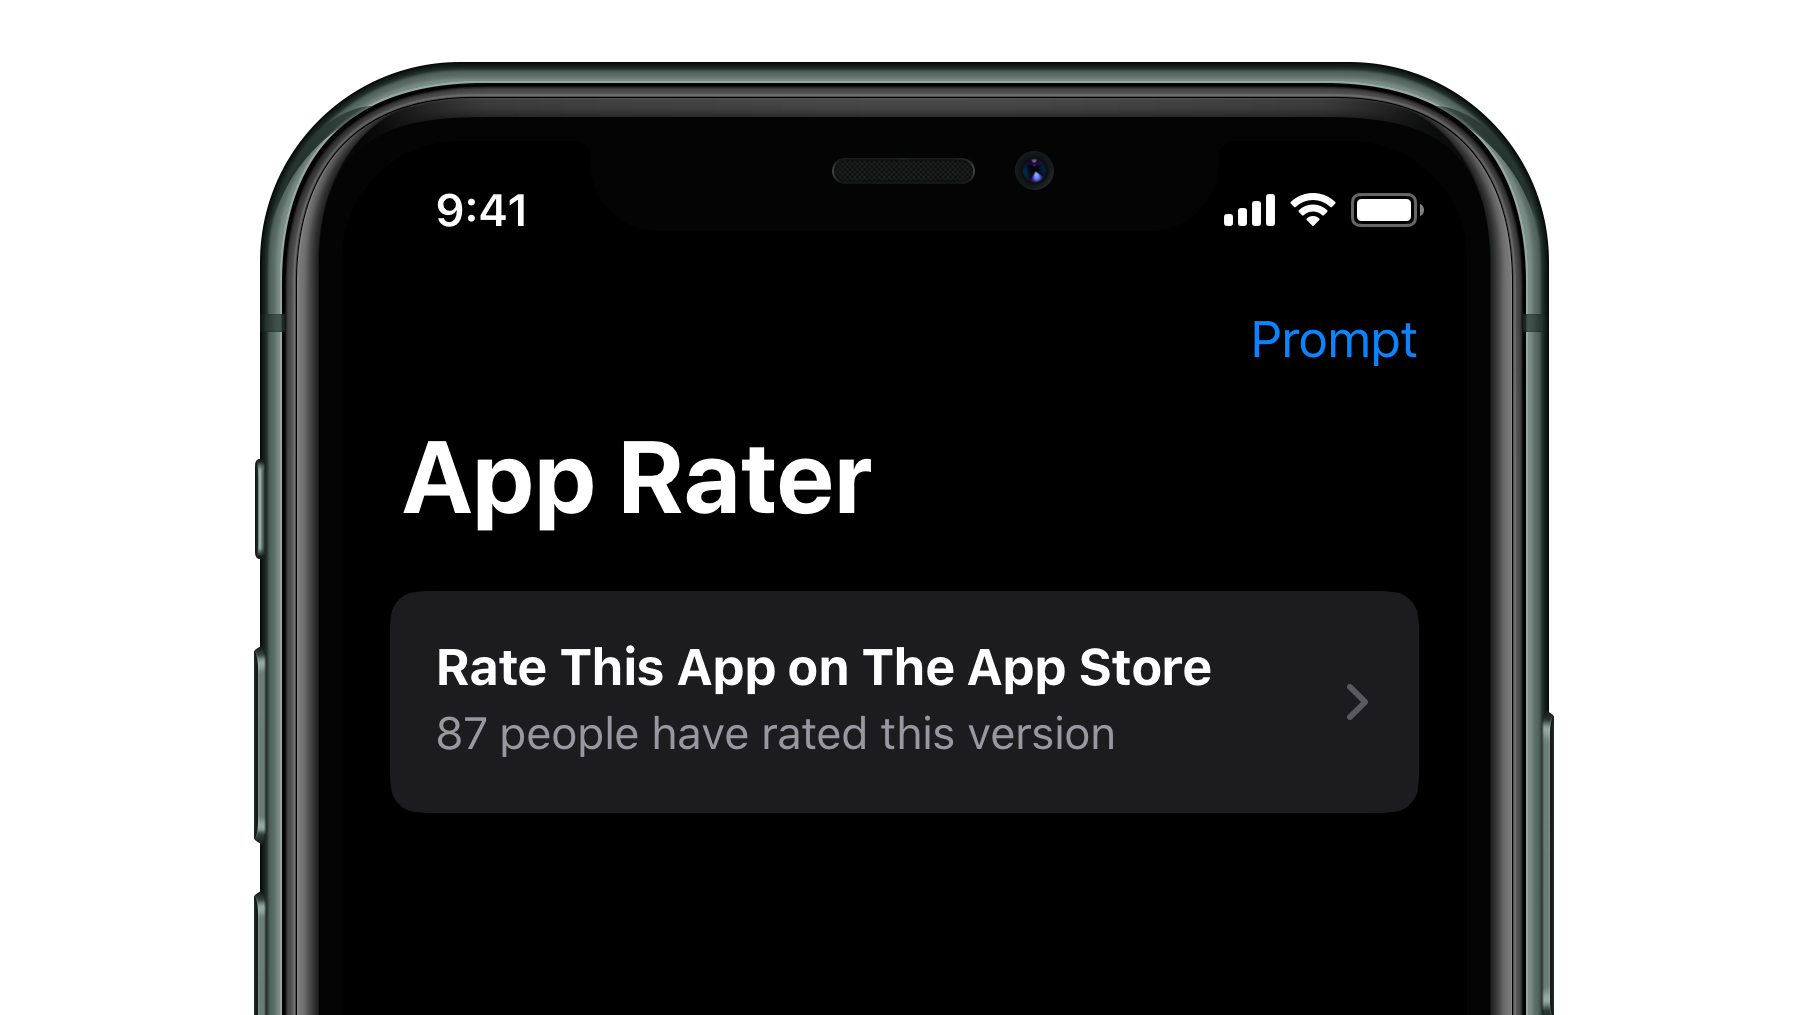 9:41
Prompt
App Rater
Rate This App on The App Store
87 people have rated this version